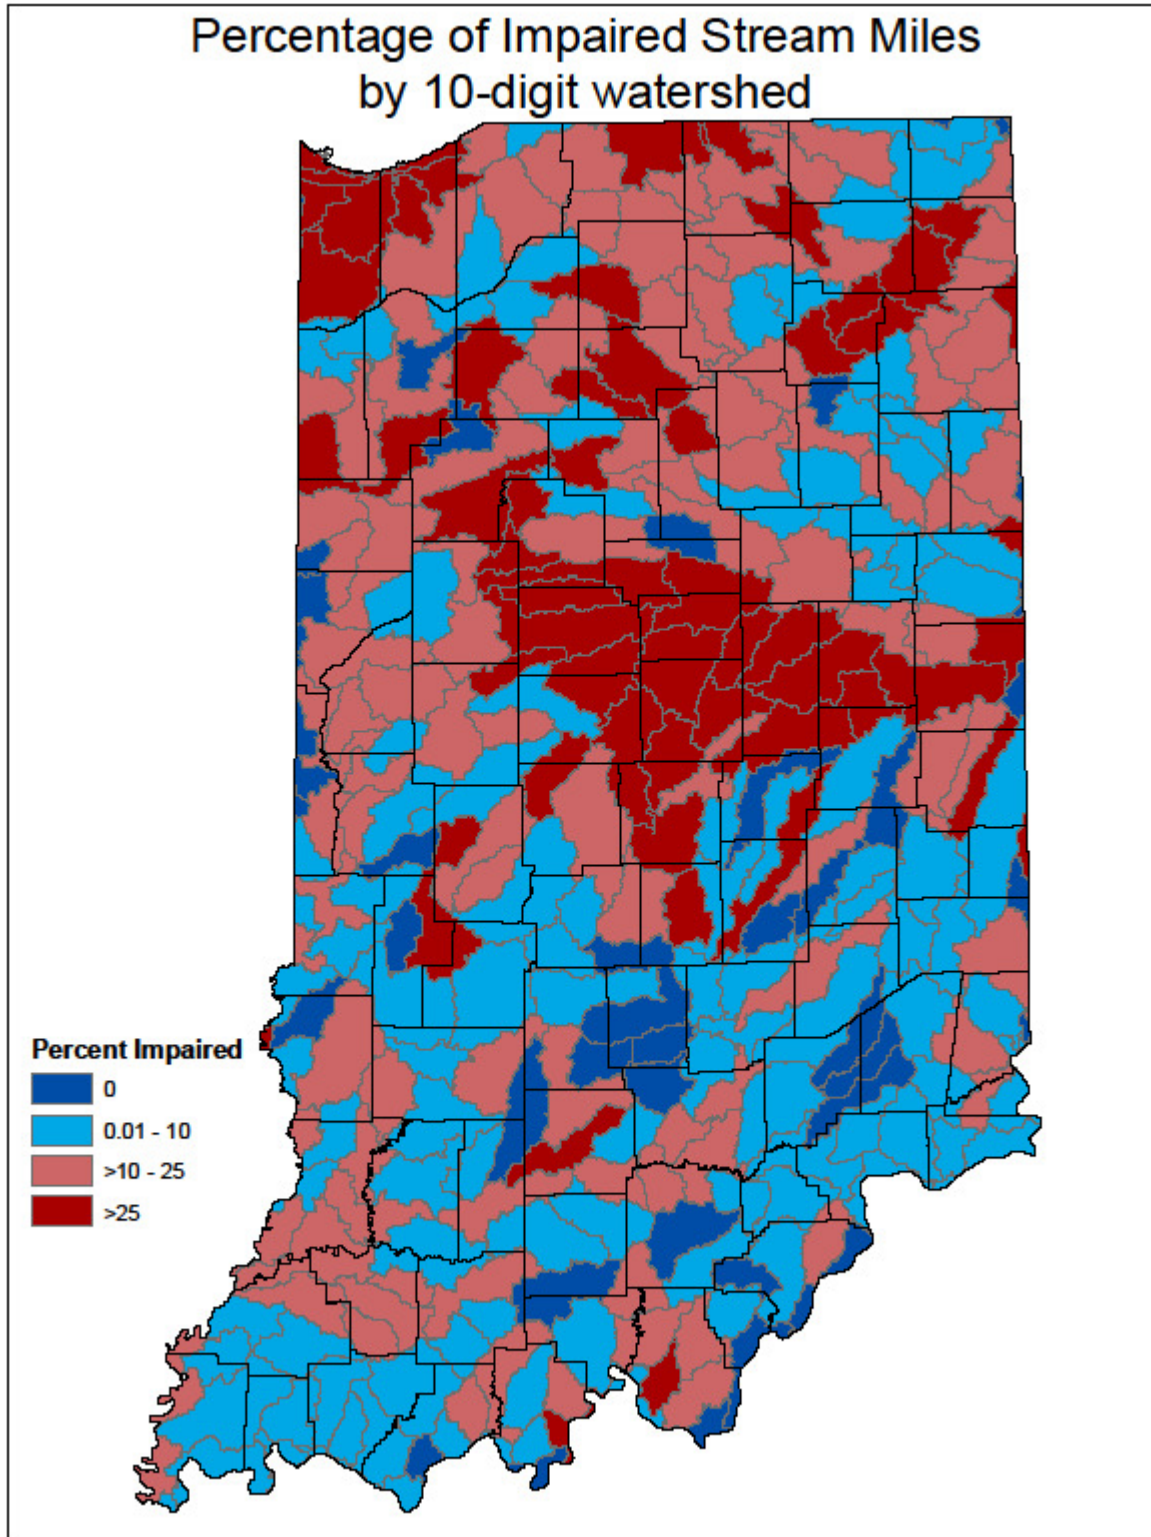 Percentage of Impaired Stream Miles
by 10-digit watershed
Percent Impaired
0
0.01 - 10
>10 - 25
>25